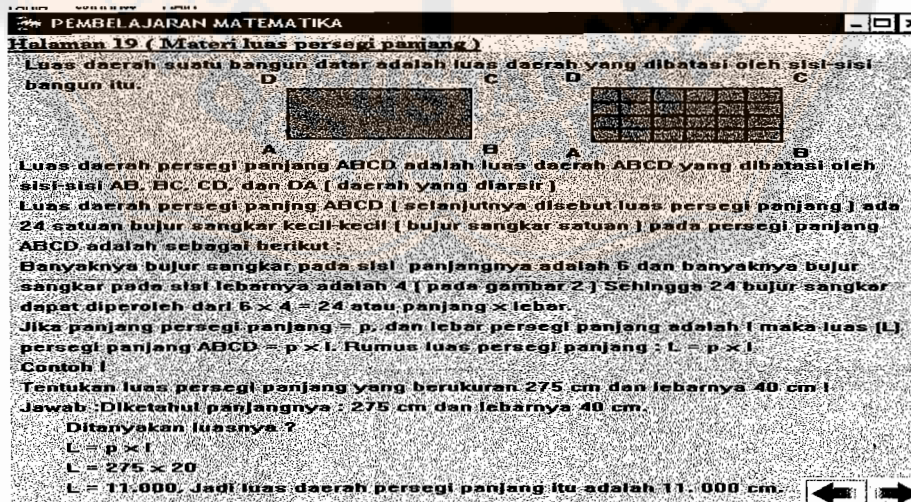 PEMBELAJARAN MATEMATIKA
Halaman 19 ( Materi luas persegi panjang )
Luas daerah suatu bangun datar adalah luas daerah yang dibatasi oleh sisi-sisi
bangun itu.
D C D C
A B A B
Luas daerah persegi panjang ABCD adalah luas daerah ABCD yang dibatasi oleh
sisi-sisi AB, BC, CD, dan DA ( daerah yang diarsir )
Luas daerah persegi panjng ABCD ( selanjutnya disebut luas persegi panjang ) ada
24 satuan bujur sangkar kecil-kecil ( bujur sangkar satuan ) pada persegi panjang
ABCD adalah sebagai berikut :
Banyaknya bujur sangkar pada sisi panjangnya adalah 6 dan banyaknya bujur
sangkar pada sisi lebarnya adalah 4 ( pada gambar 2 ) Sehingga 24 bujur sangkar
dapat diperoleh dari 6 x 4 = 24 atau panjang x lebar.
Jika panjang persegi panjang = p, dan lebar persegi panjang adalah l maka luas (L)
persegi panjang ABCD = p x l. Rumus luas persegi panjang : L = p x l.
Contoh !
Tentukan luas persegi panjang yang berukuran 275 cm dan lebarnya 40 cm !
Jawab :Diketahui panjangnya : 275 cm dan lebarnya 40 cm.
Ditanyakan luasnya ?
L = p x l
L = 275 x 20
L = 11.000, Jadi luas daerah persegi panjang itu adalah 11. 000 cm.